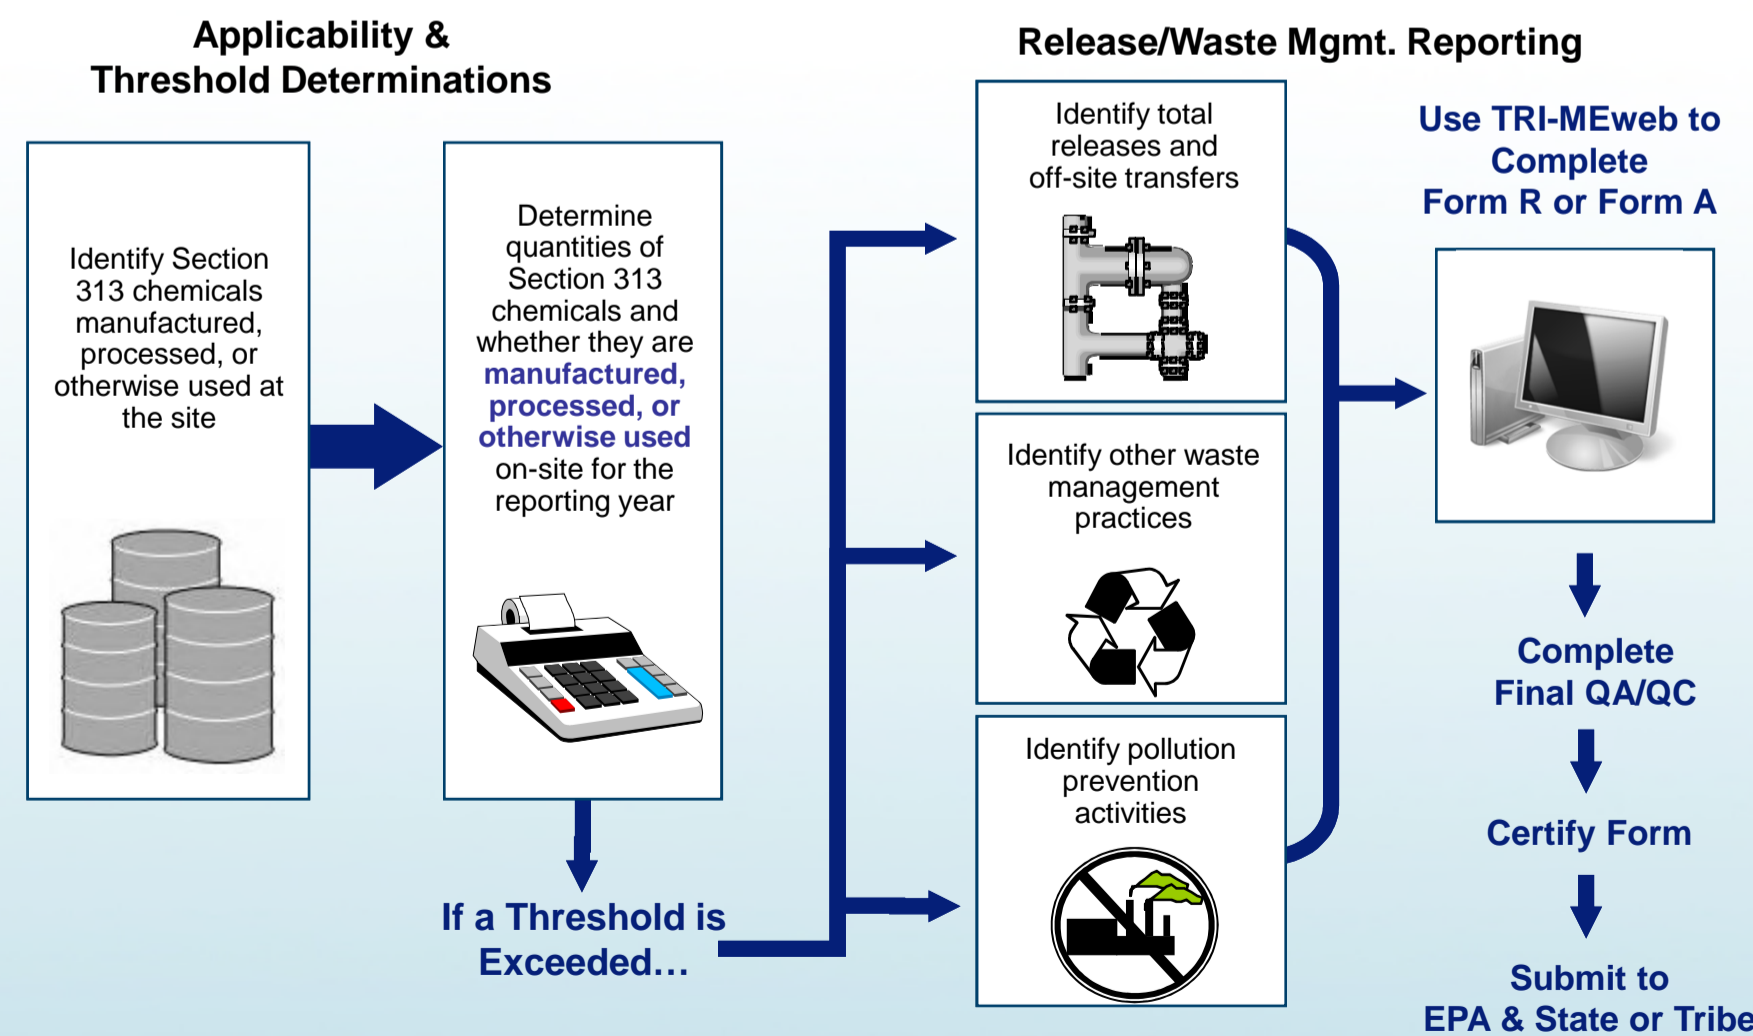 Applicability &
Threshold Determinations
Identify Section
313 chemicals
manufactured,
processed, or
otherwise used at
the site
Determine
quantities of
Section 313
chemicals and
whether they are
manufactured,
processed, or
otherwise used
on-site for the
reporting year
If a Threshold is
Exceeded…
Release/Waste Mgmt. Reporting
Identify total
releases and
off-site transfers
Identify other waste
management
practices
Identify pollution
prevention
activities
Use TRI-MEweb to
Complete
Form R or Form A
Complete
Final QA/QC
Certify Form
Submit to
EPA & State or Tribe